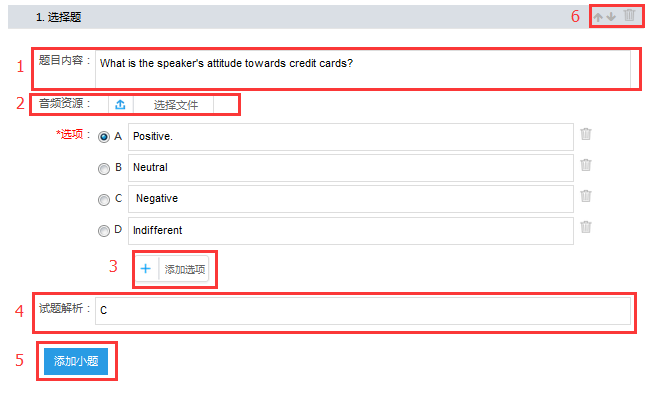 1. 选择题
6
1
题目内容：
What is the speaker's attitude towards credit cards?
2
音频资源：
选择文件
*选项：
A
Positive.
B
Neutral
C
Negative
D
Indifferent
3
+ 添加选项
4
试题解析：
C
5
添加小题